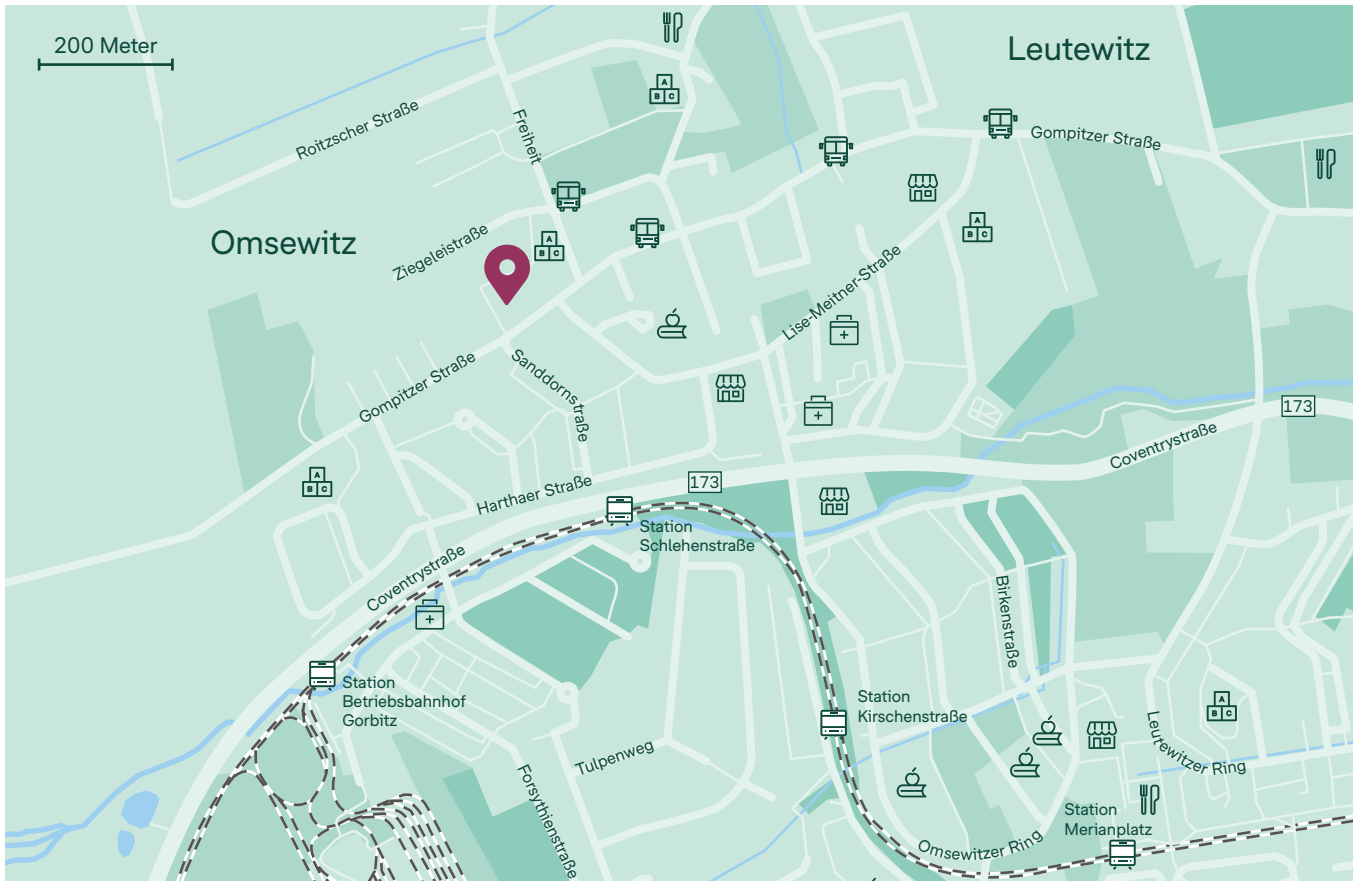 200 Meter
Leutewitz
Roitzscher Straße
Freiheit
A
B C
Gompitzer Straße
Omsewitz
Ziegeleistraße
A
B C
A
B C
Lise-Meitner-Straße
Gompitzer Straße
Sanddornstraße
173
Coventrystraße
A
B C
Harthaer Straße
173
Station
Schlehenstraße
Coventrystraße
Birkenstraße
Station
Betriebsbahnhof
Gorbitz
Station
Kirschenstraße
A
B C
Leutewitzer Ring
Tulpenweg
Forsythienstraße
Station
Merianplatz
Omsewitzer Ring